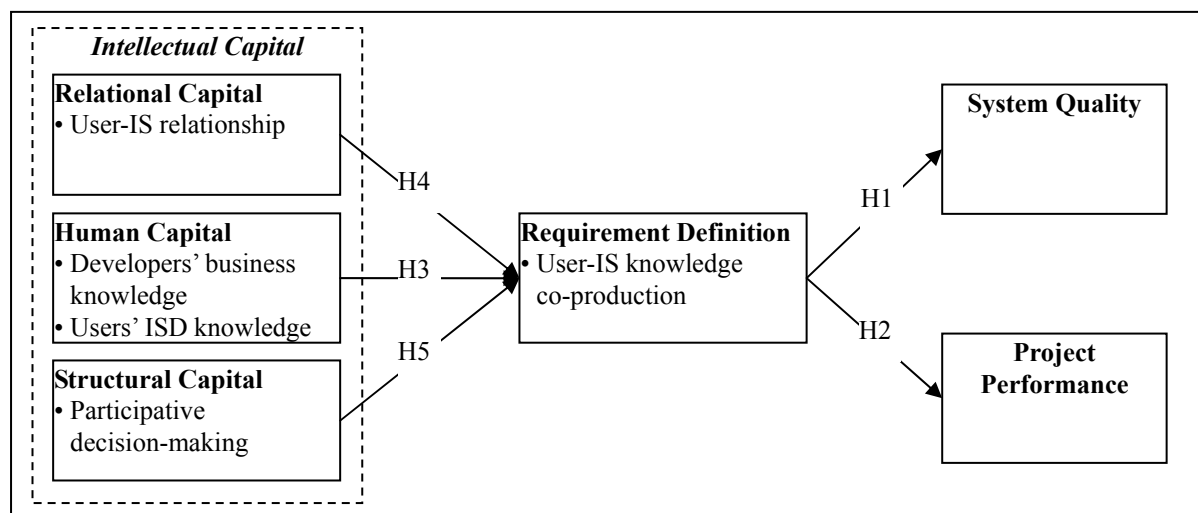 Intellectual Capital
Relational Capital
• User-IS relationship
Human Capital
• Developers’ business
knowledge
• Users’ ISD knowledge
Structural Capital
• Participative
decision-making
H4
H3
H5
Requirement Definition
• User-IS knowledge
co-production
H1
H2
System Quality
Project
Performance